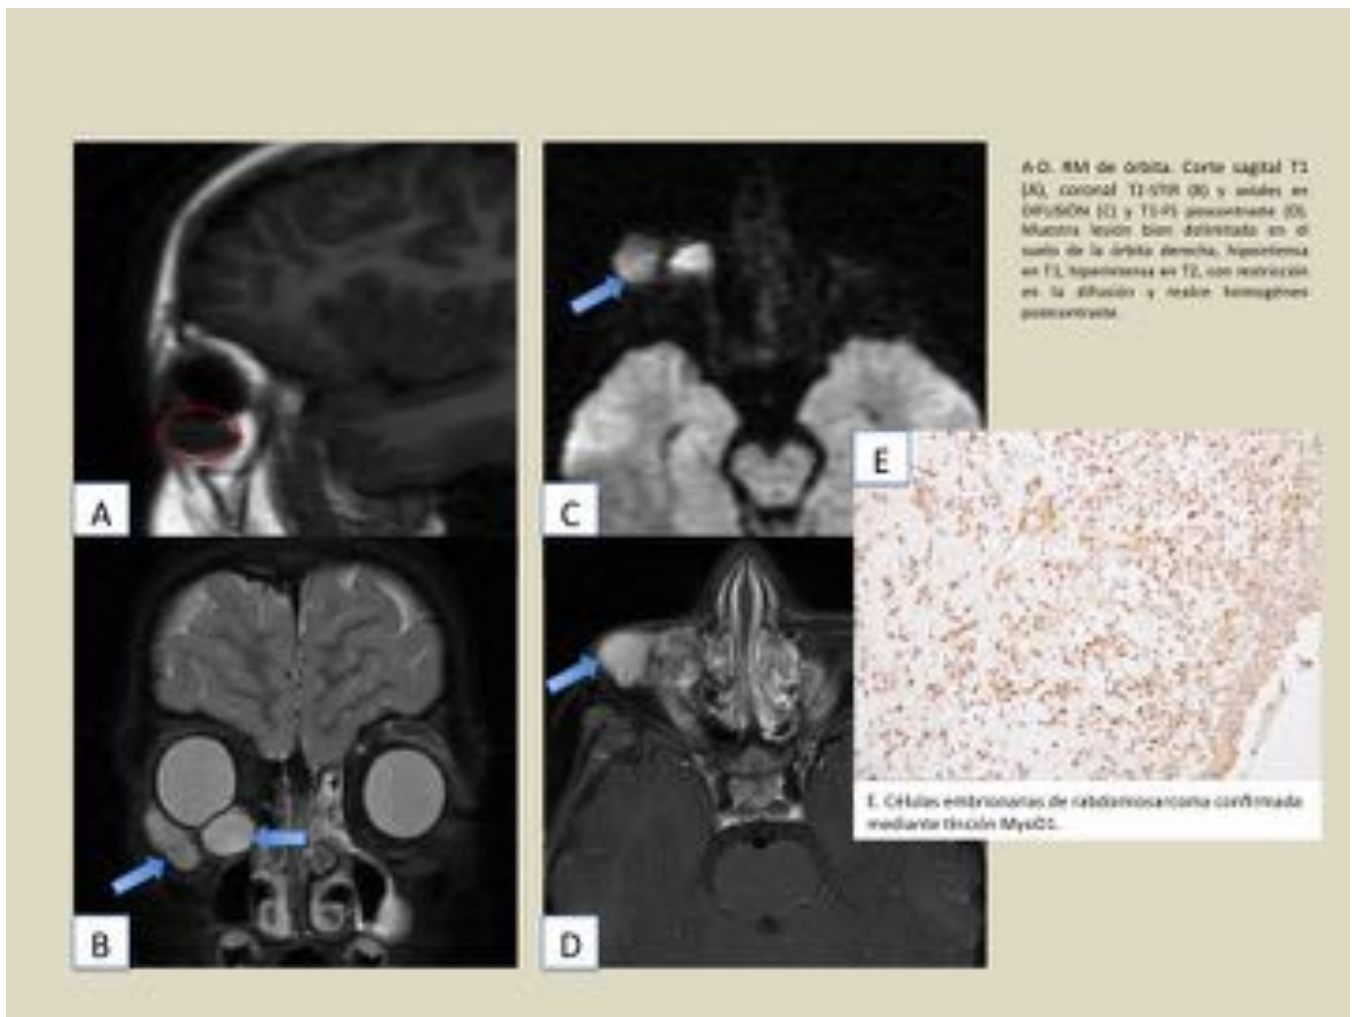 A-D. RM de órbita. Corte sagital T1
(A), coronal T2-STIR (B) y axiales en
DIFUSIÓN (C) y T1-FS poscontraste (D).
Muestra lesión bien delimitada en el
suelo de la órbita derecha, hipointensa
en T1, hiperintensa en T2, con restricción
en la difusión y realce homogéneo
poscontraste.
A
C
E
B
D
E. Células embrionarias de rabdomiosarcoma confirmada
mediante tinción MyoD1.